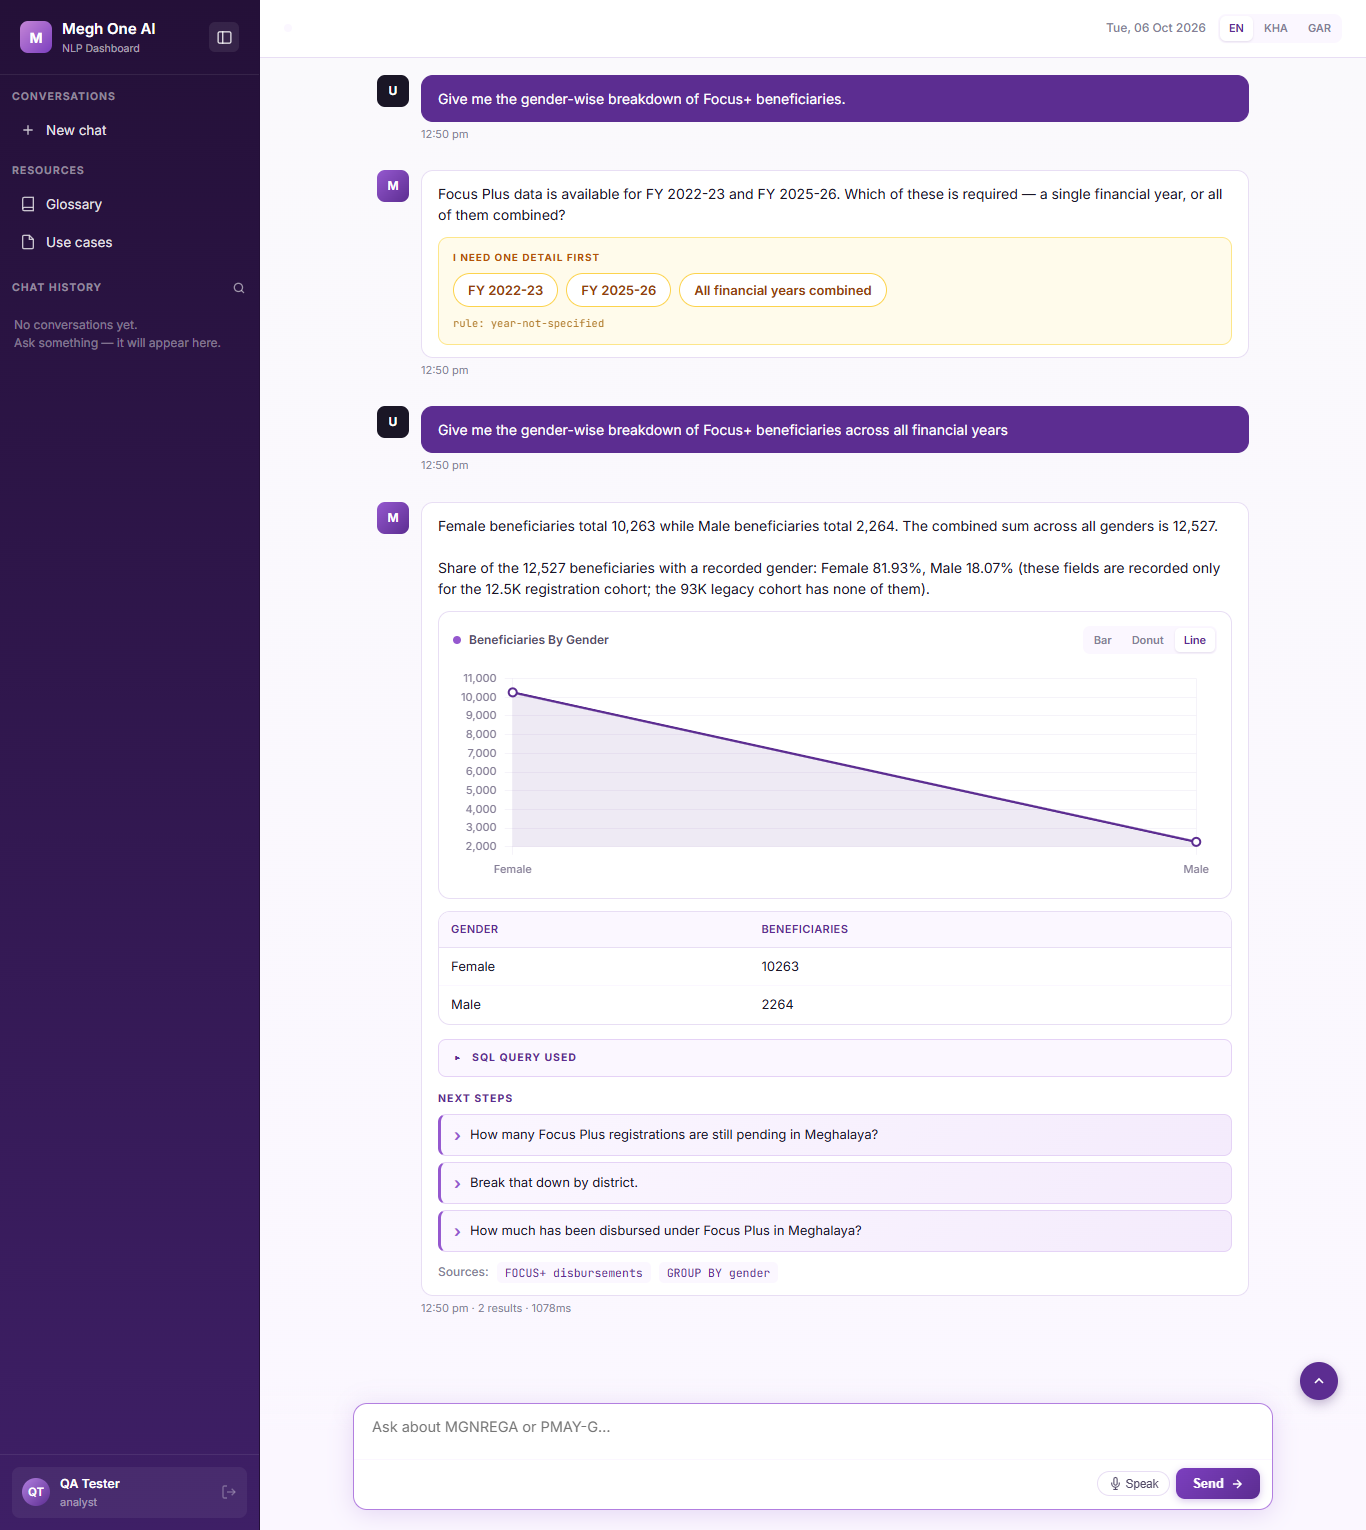 M
Megh One AI
NLP Dashboard
CONVERSATIONS
+ New chat
RESOURCES
Glossary
Use cases
CHAT HISTORY
No conversations yet.
Ask something — it will appear here.
QT
QA Tester
analyst
Tue, 06 Oct 2026
EN KHA GAR
U
Give me the gender-wise breakdown of Focus+ beneficiaries.
12:50 pm
M
Focus Plus data is available for FY 2022-23 and FY 2025-26. Which of these is required — a single financial year, or all
of them combined?
I NEED ONE DETAIL FIRST
FY 2022-23 FY 2025-26 All financial years combined
rule: year-not-specified
12:50 pm
U
Give me the gender-wise breakdown of Focus+ beneficiaries across all financial years
12:50 pm
M
Female beneficiaries total 10,263 while Male beneficiaries total 2,264. The combined sum across all genders is 12,527.
Share of the 12,527 beneficiaries with a recorded gender: Female 81.93%, Male 18.07% (these fields are recorded only
for the 12.5K registration cohort; the 93K legacy cohort has none of them).
Beneficiaries By Gender
Bar Donut Line
11,000
10,000
9,000
8,000
7,000
6,000
5,000
4,000
3,000
2,000
Female Male
GENDER BENEFICIARIES
Female 10263
Male 2264
SQL QUERY USED
NEXT STEPS
How many Focus Plus registrations are still pending in Meghalaya?
Break that down by district.
How much has been disbursed under Focus Plus in Meghalaya?
Sources: FOCUS+ disbursements GROUP BY gender
12:50 pm · 2 results · 1078ms
Ask about MGNREGA or PMAY-G...
Speak
Send →